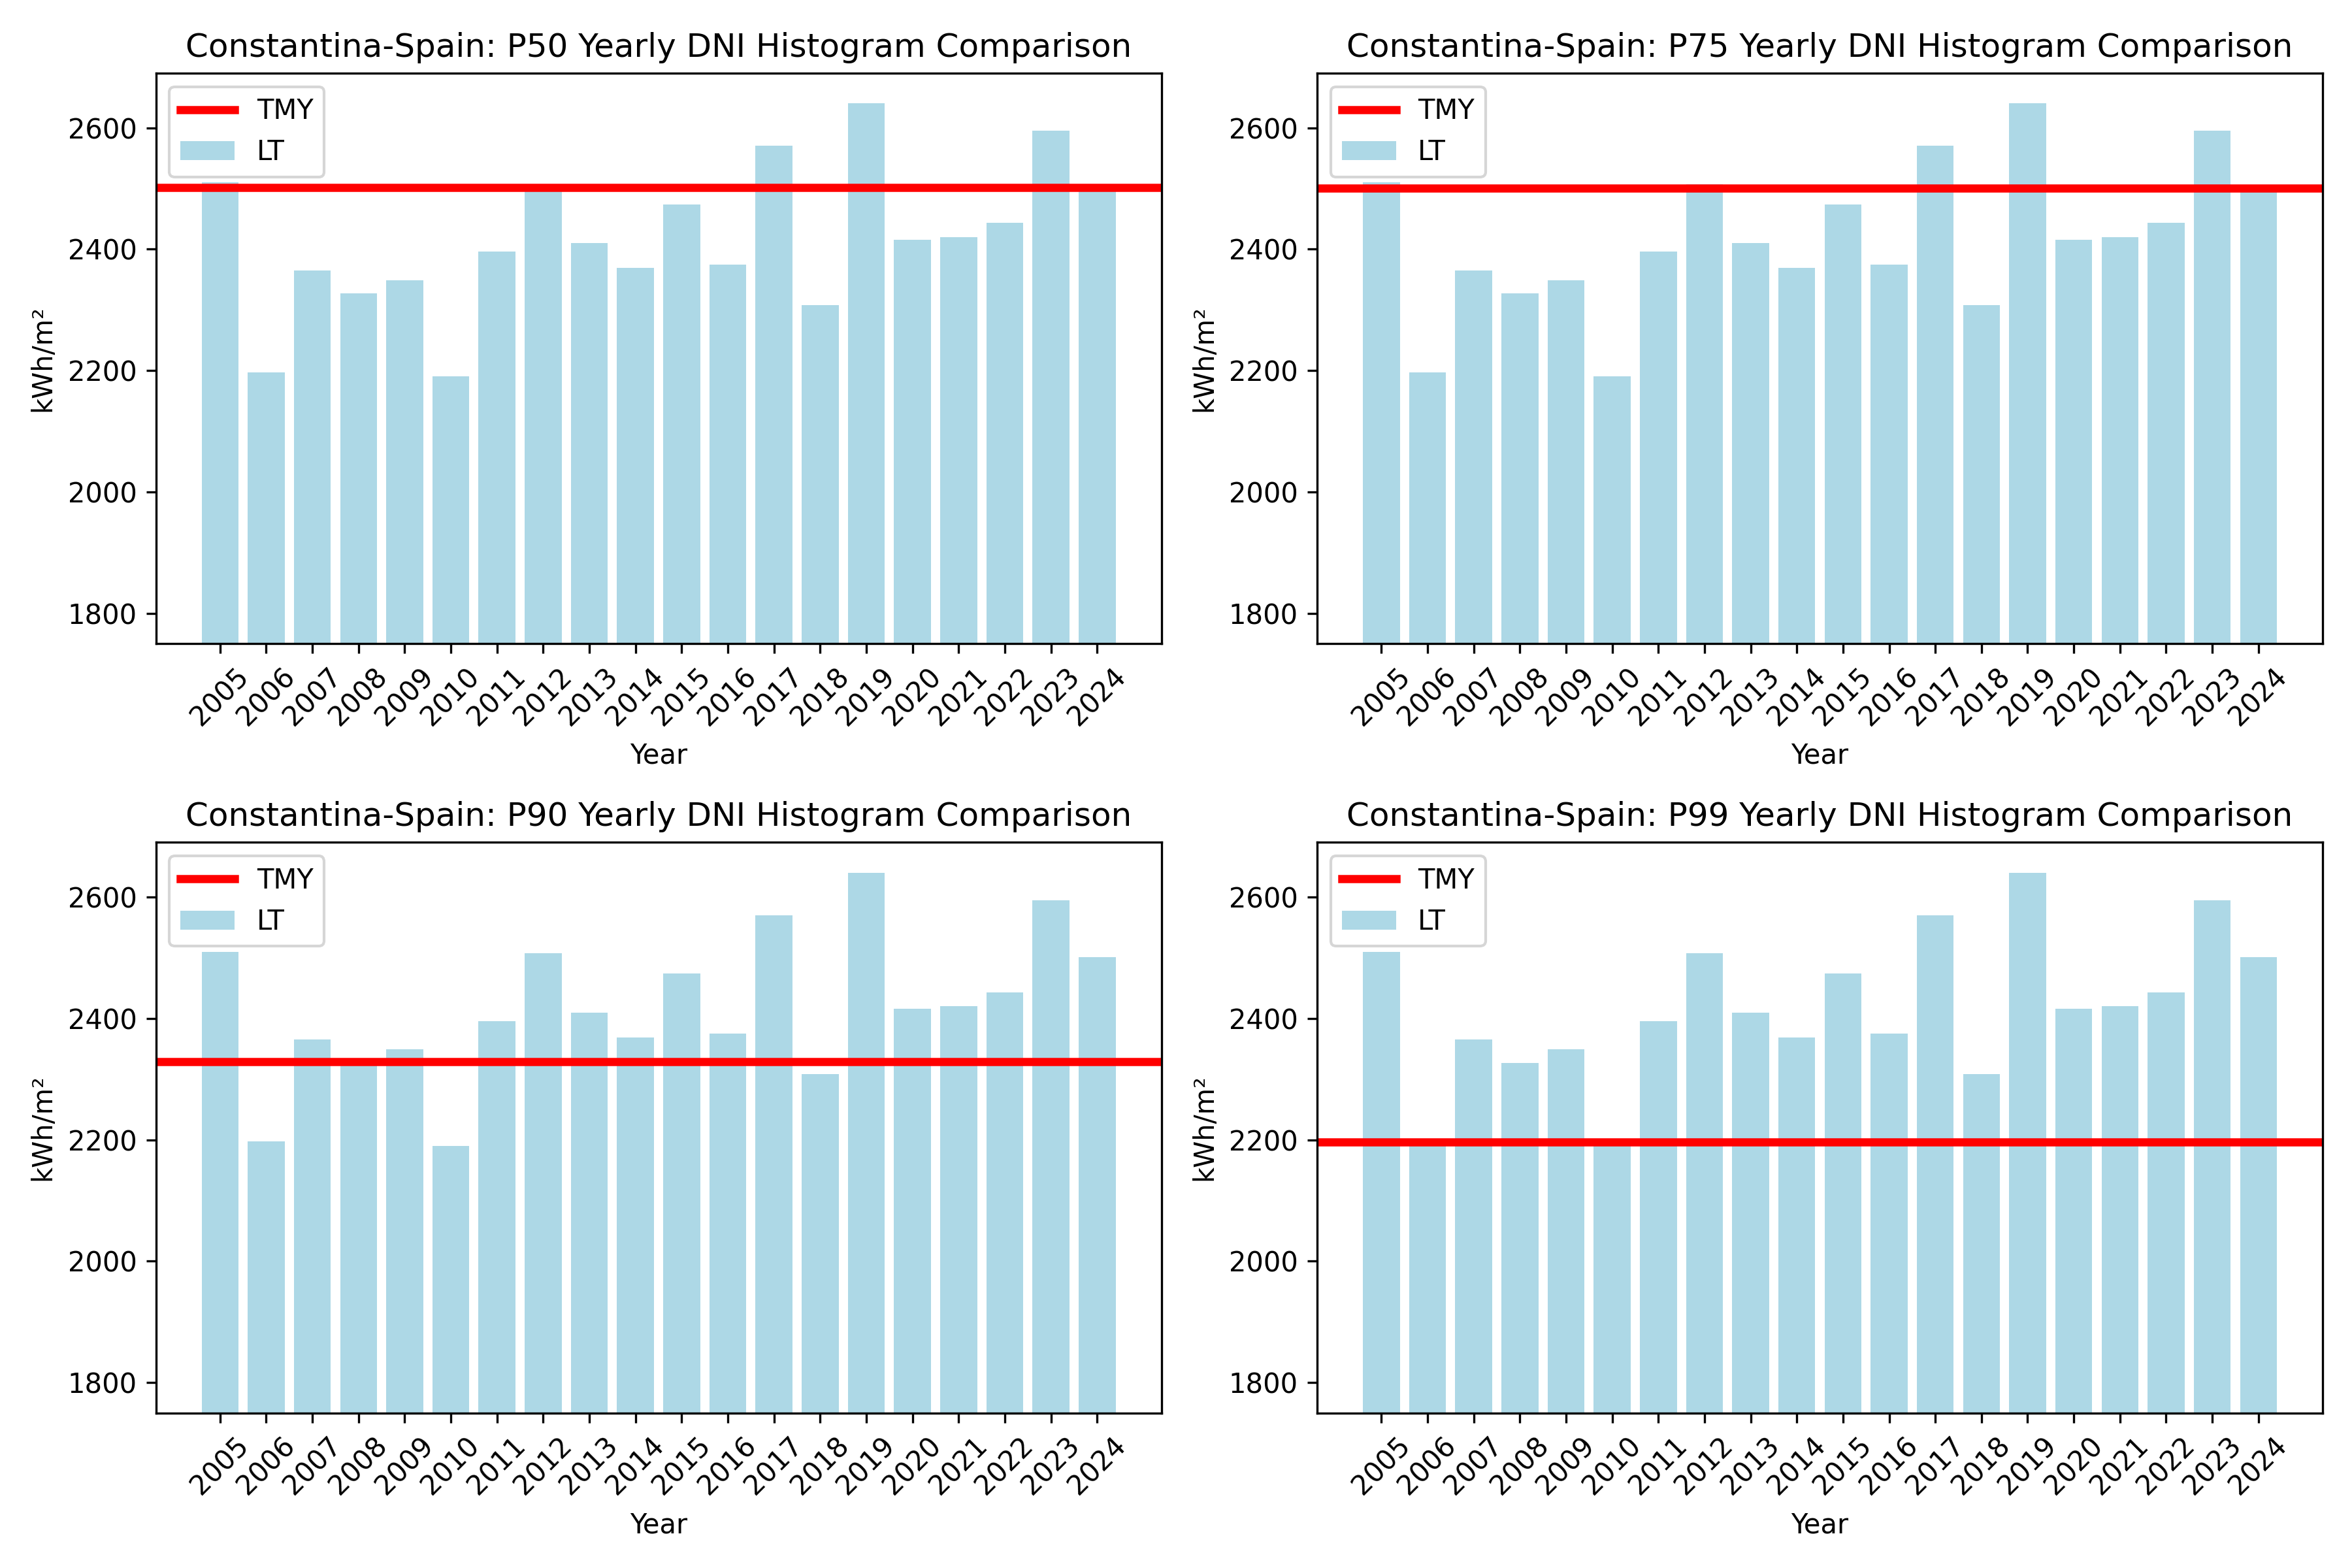 Constantina-Spain: P50 Yearly DNI Histogram Comparison
TMY
LT
kWh/m²
2600
2400
2200
2000
1800
2005 2006 2007 2008 2009 2010 2011 2012 2013 2014 2015 2016 2017 2018 2019 2020 2021 2022 2023 2024
Year
Constantina-Spain: P75 Yearly DNI Histogram Comparison
TMY
LT
kWh/m²
2600
2400
2200
2000
1800
2005 2006 2007 2008 2009 2010 2011 2012 2013 2014 2015 2016 2017 2018 2019 2020 2021 2022 2023 2024
Year
Constantina-Spain: P90 Yearly DNI Histogram Comparison
TMY
LT
kWh/m²
2600
2400
2200
2000
1800
2005 2006 2007 2008 2009 2010 2011 2012 2013 2014 2015 2016 2017 2018 2019 2020 2021 2022 2023 2024
Year
Constantina-Spain: P99 Yearly DNI Histogram Comparison
TMY
LT
kWh/m²
2600
2400
2200
2000
1800
2005 2006 2007 2008 2009 2010 2011 2012 2013 2014 2015 2016 2017 2018 2019 2020 2021 2022 2023 2024
Year